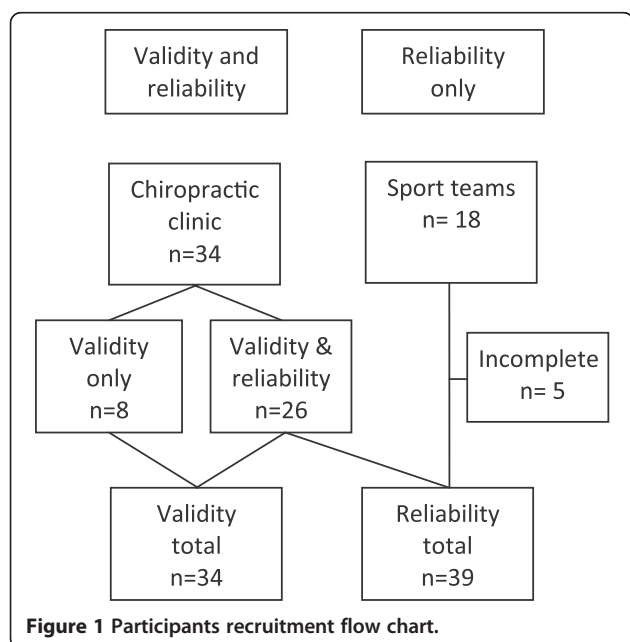 Validity and
reliability
Reliability
only
Chiropractic
clinic
n=34
Sport teams
n= 18
Validity
only
n=8
Validity &
reliability
n=26
Incomplete
n= 5
Validity
total
n=34
Reliability
total
n=39
Figure 1 Participants recruitment flow chart.